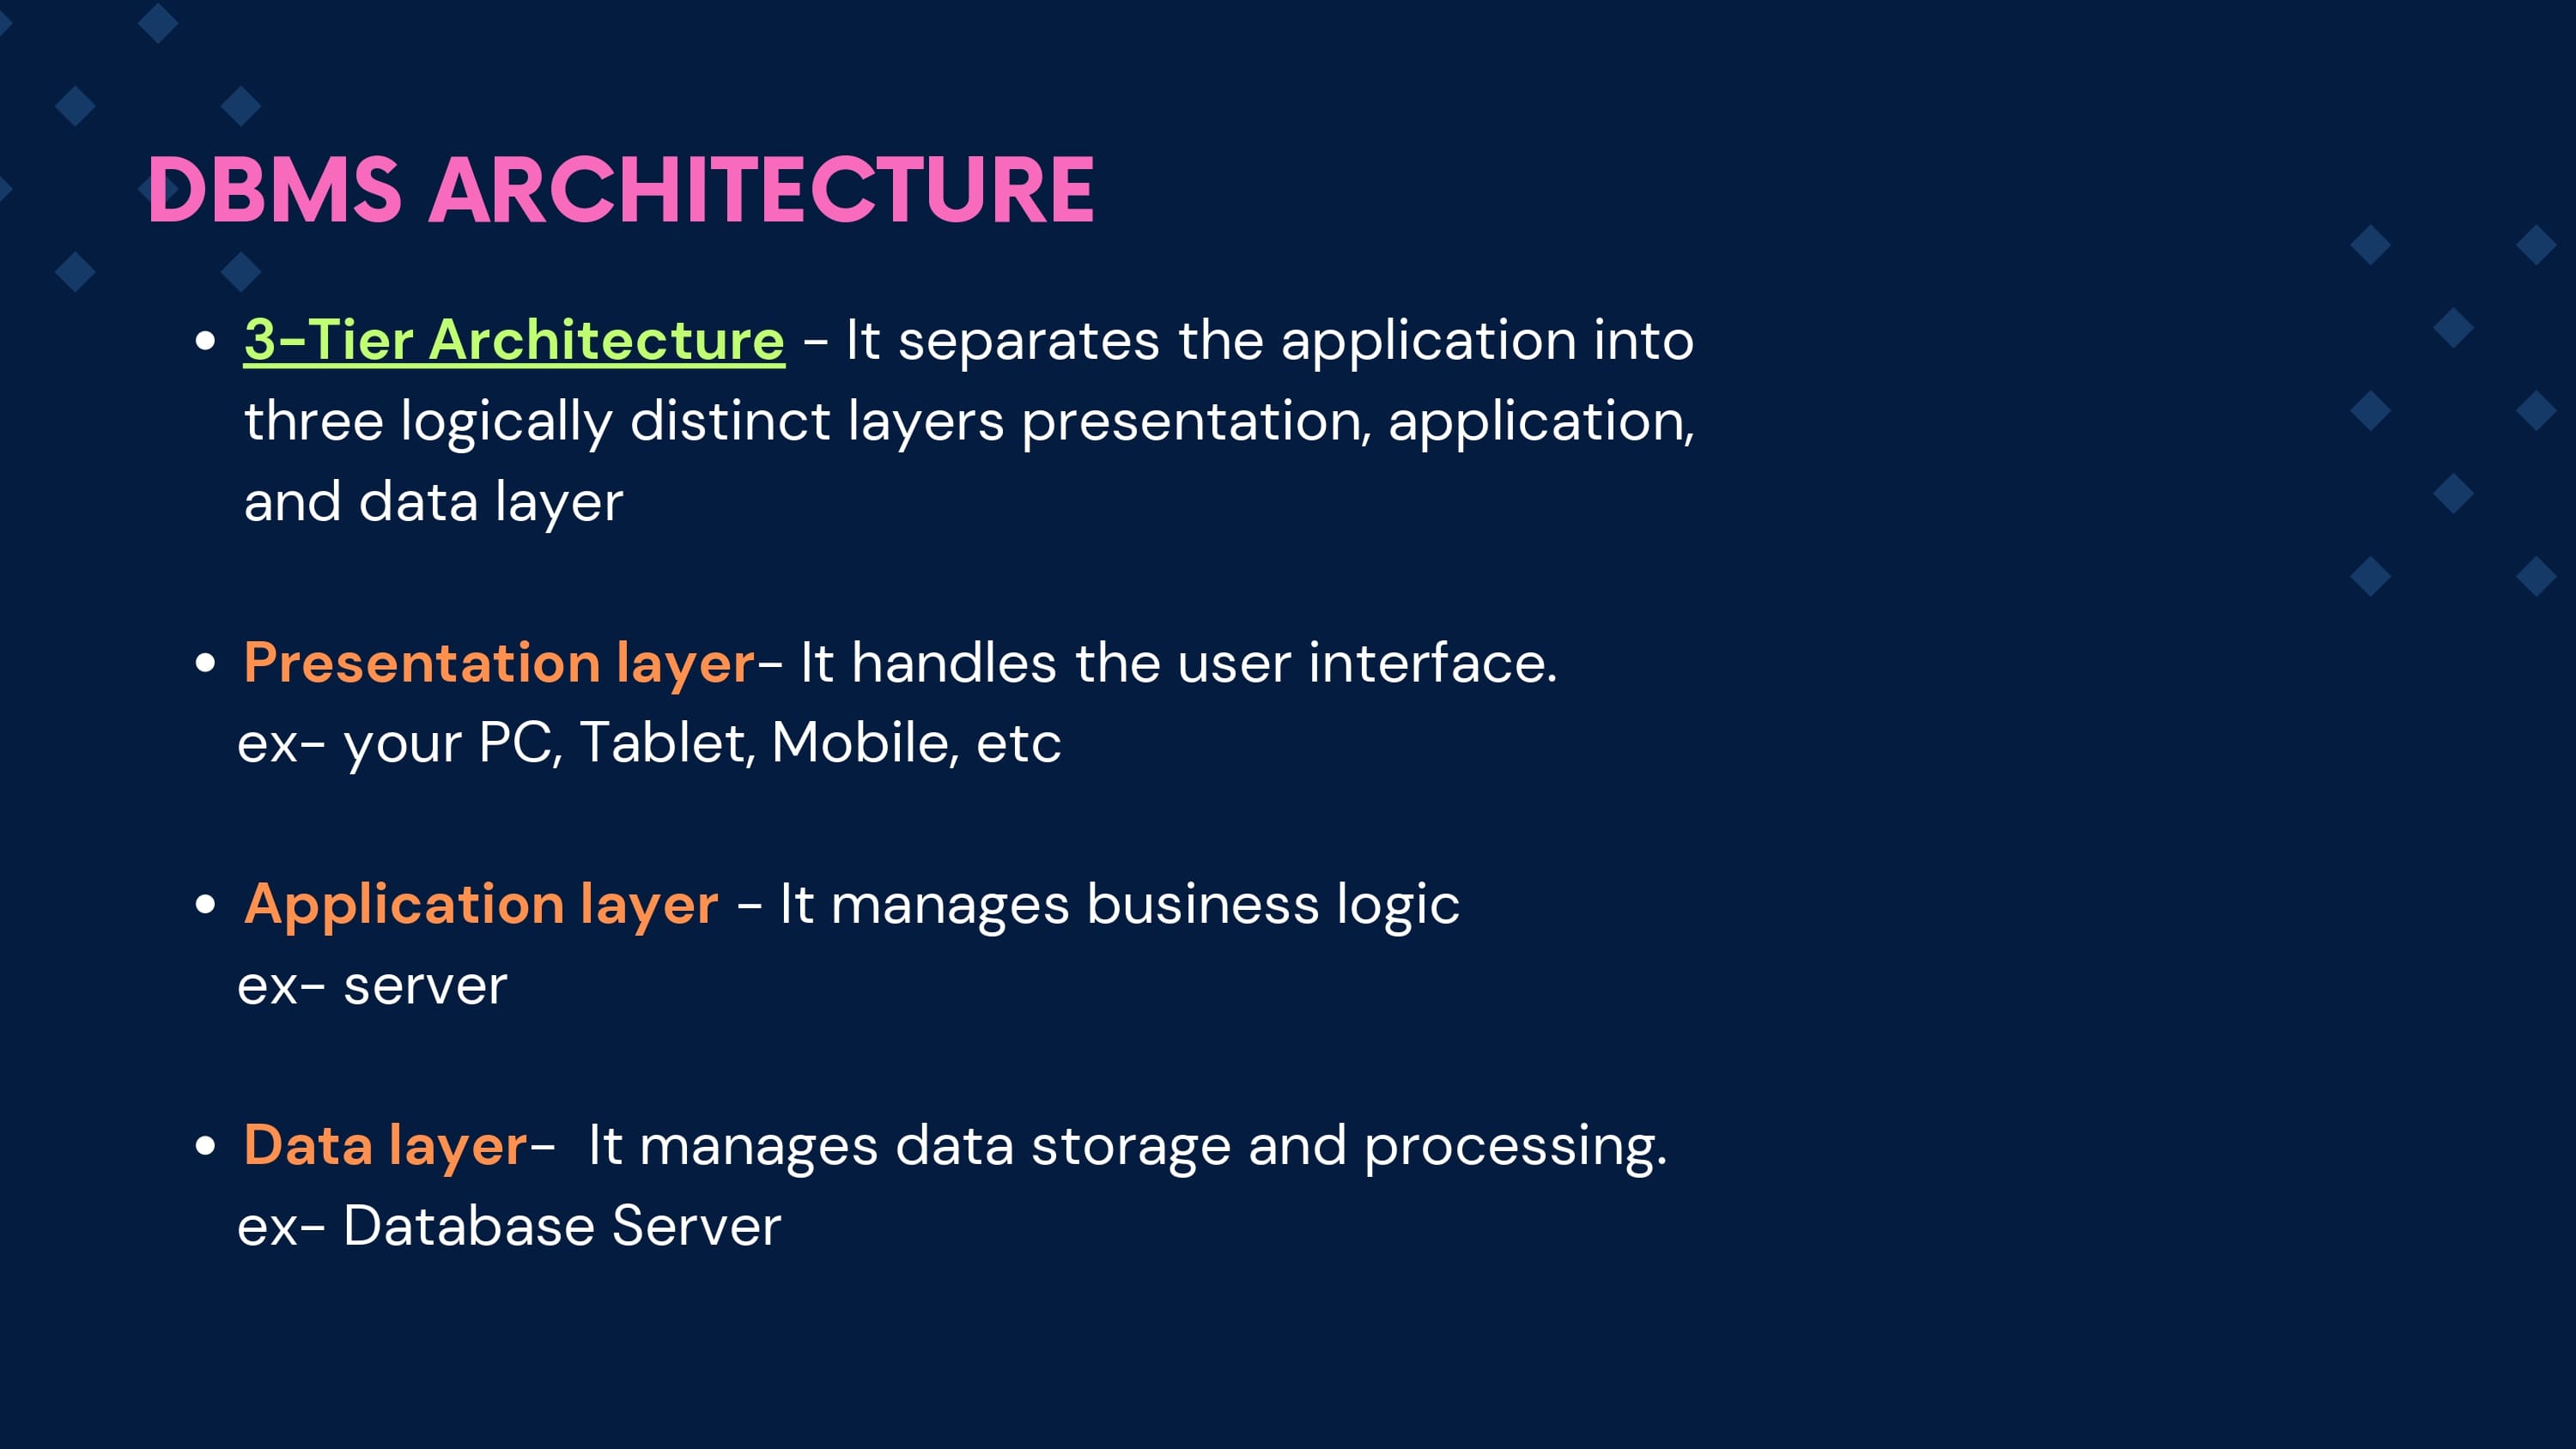 DBMS ARCHITECTURE
• 3-Tier Architecture - It separates the application into
three logically distinct layers presentation, application,
and data layer
• Presentation layer- It handles the user interface.
ex- your PC, Tablet, Mobile, etc
• Application layer - It manages business logic
ex- server
• Data layer-  It manages data storage and processing.
ex- Database Server